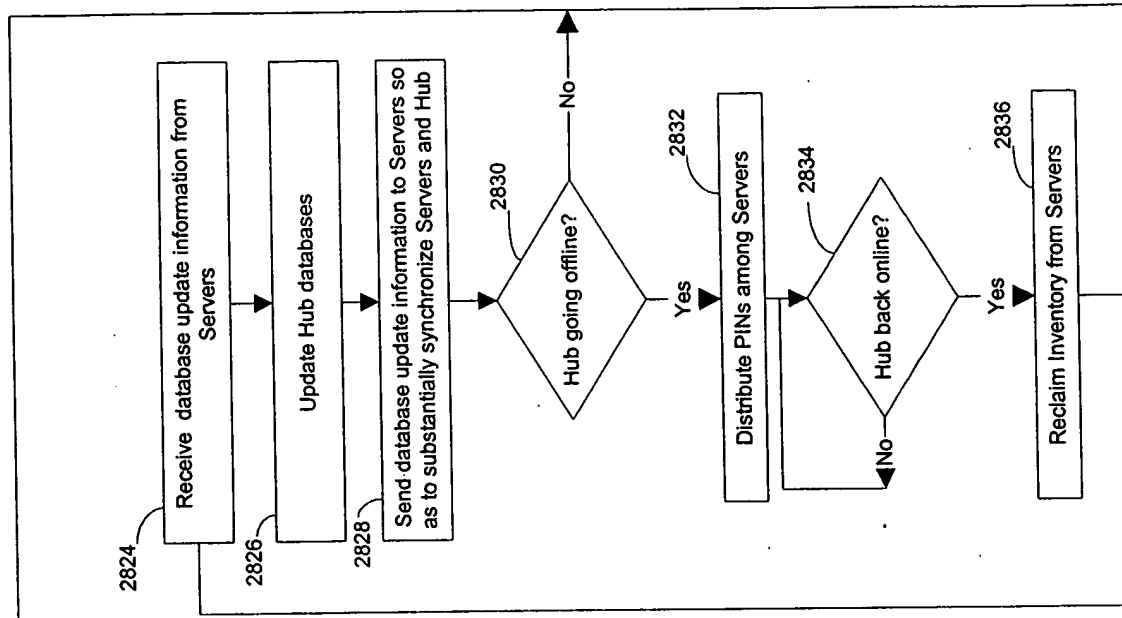 2824
Receive database update information from
Servers
2826
Update Hub databases
2828
Send database update information to Servers so
as to substantially synchronize Servers and Hub
2830
Hub going offline?
No
Yes
2832
Distribute PINs among Servers
2834
Hub back online?
No
Yes
2836
Reclaim Inventory from Servers